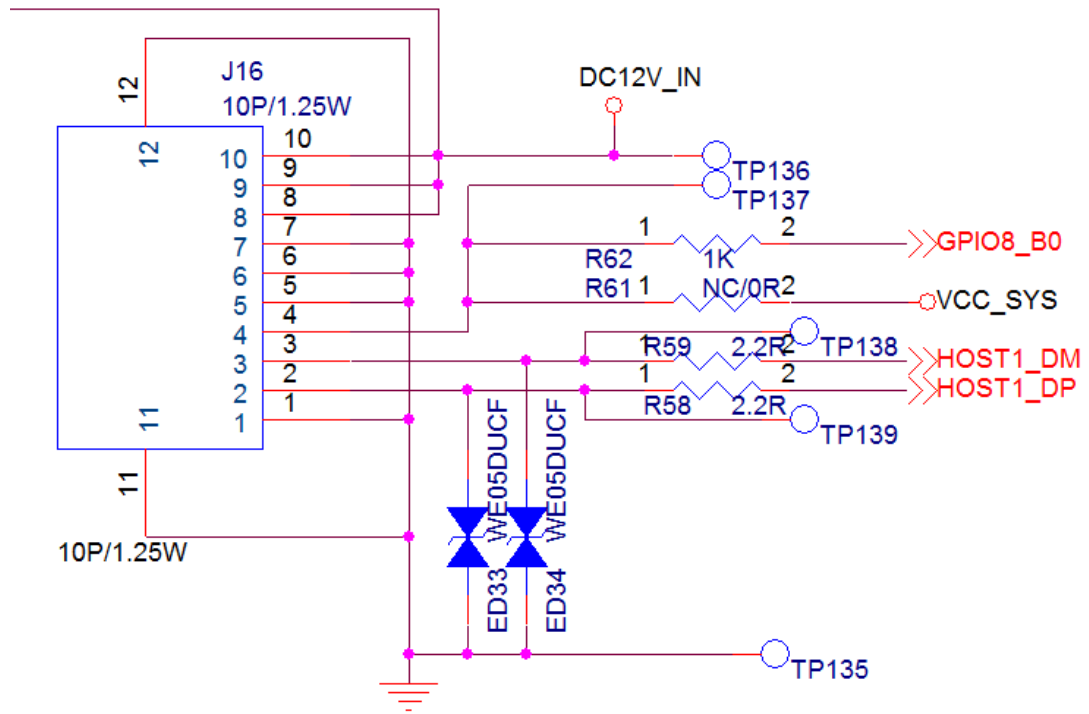 J16
10P/1.25W
DC12V_IN
12
12
10
10
TP136
9
9
TP137
8
8
7
7
1
2
GPIO8_B0
R62
1K
6
6
R61
1
NC/0R
2
VCC_SYS
5
5
4
4
TP138
3
3
1
R59
2.2R
2
HOST1_DM
2
2
1
2
HOST1_DP
R58
2.2R
1
1
TP139
11
11
10P/1.25W
WE05DUCF
WE05DUCF
ED33
ED34
TP135